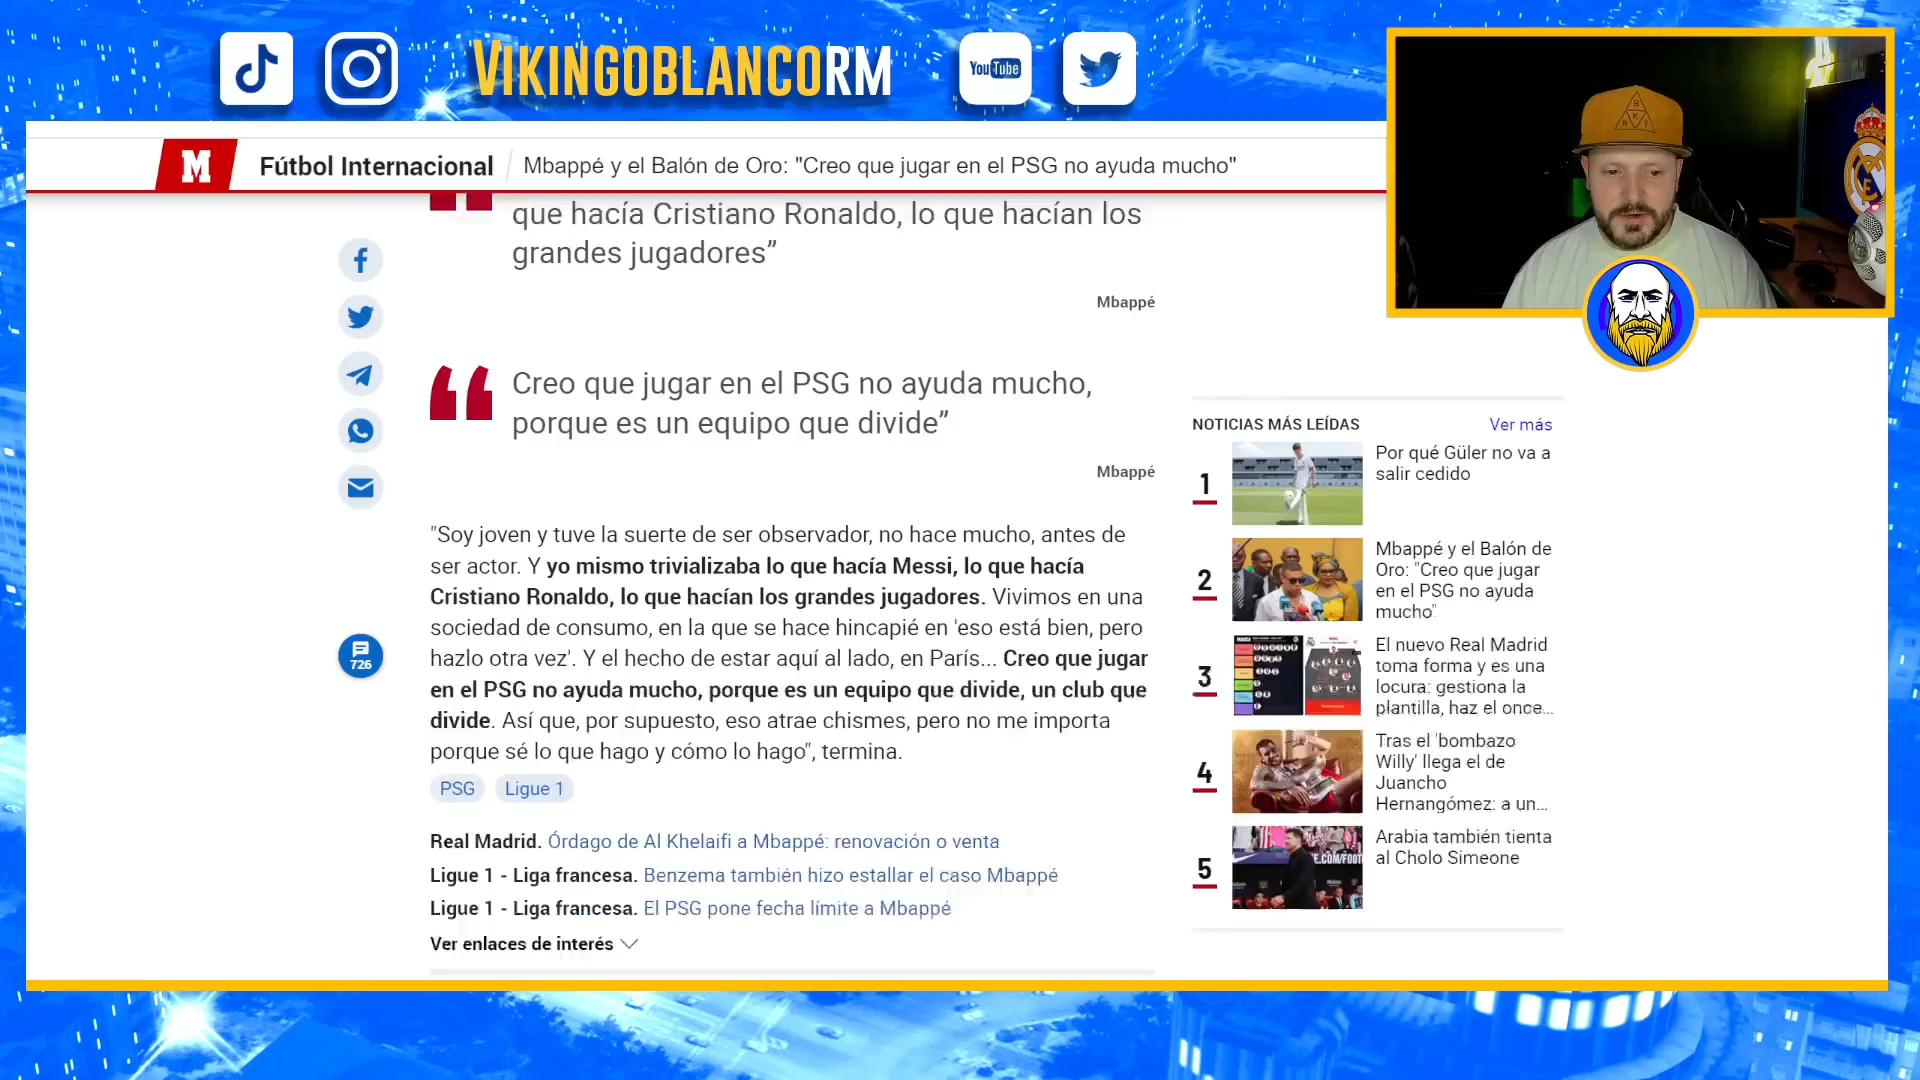 VIKINGOBLANCORM
YouTube
M
Fútbol Internacional
Mbappé y el Balón de Oro: "Creo que jugar en el PSG no ayuda mucho"
que hacía Cristiano Ronaldo, lo que hacían los
grandes jugadores”
Mbappé
Creo que jugar en el PSG no ayuda mucho,
porque es un equipo que divide”
Mbappé
"Soy joven y tuve la suerte de ser observador, no hace mucho, antes de
ser actor. Y yo mismo trivializaba lo que hacía Messi, lo que hacía
Cristiano Ronaldo, lo que hacían los grandes jugadores. Vivimos en una
sociedad de consumo, en la que se hace hincapié en 'eso está bien, pero
hazlo otra vez'. Y el hecho de estar aquí al lado, en París... Creo que jugar
en el PSG no ayuda mucho, porque es un equipo que divide, un club que
divide. Así que, por supuesto, eso atrae chismes, pero no me importa
porque sé lo que hago y cómo lo hago", termina.
726
PSG
Ligue 1
Real Madrid. Órdago de Al Khelaifi a Mbappé: renovación o venta
Ligue 1 - Liga francesa. Benzema también hizo estallar el caso Mbappé
Ligue 1 - Liga francesa. El PSG pone fecha límite a Mbappé
Ver enlaces de interés
NOTICIAS MÁS LEÍDAS
Ver más
1
Por qué Güler no va a
salir cedido
2
Mbappé y el Balón de
Oro: "Creo que jugar
en el PSG no ayuda
mucho"
3
El nuevo Real Madrid
toma forma y es una
locura: gestiona la
plantilla, haz el once...
4
Tras el 'bombazo
Willy' llega el de
Juancho
Hernangómez: a un...
5
Arabia también tienta
al Cholo Simeone